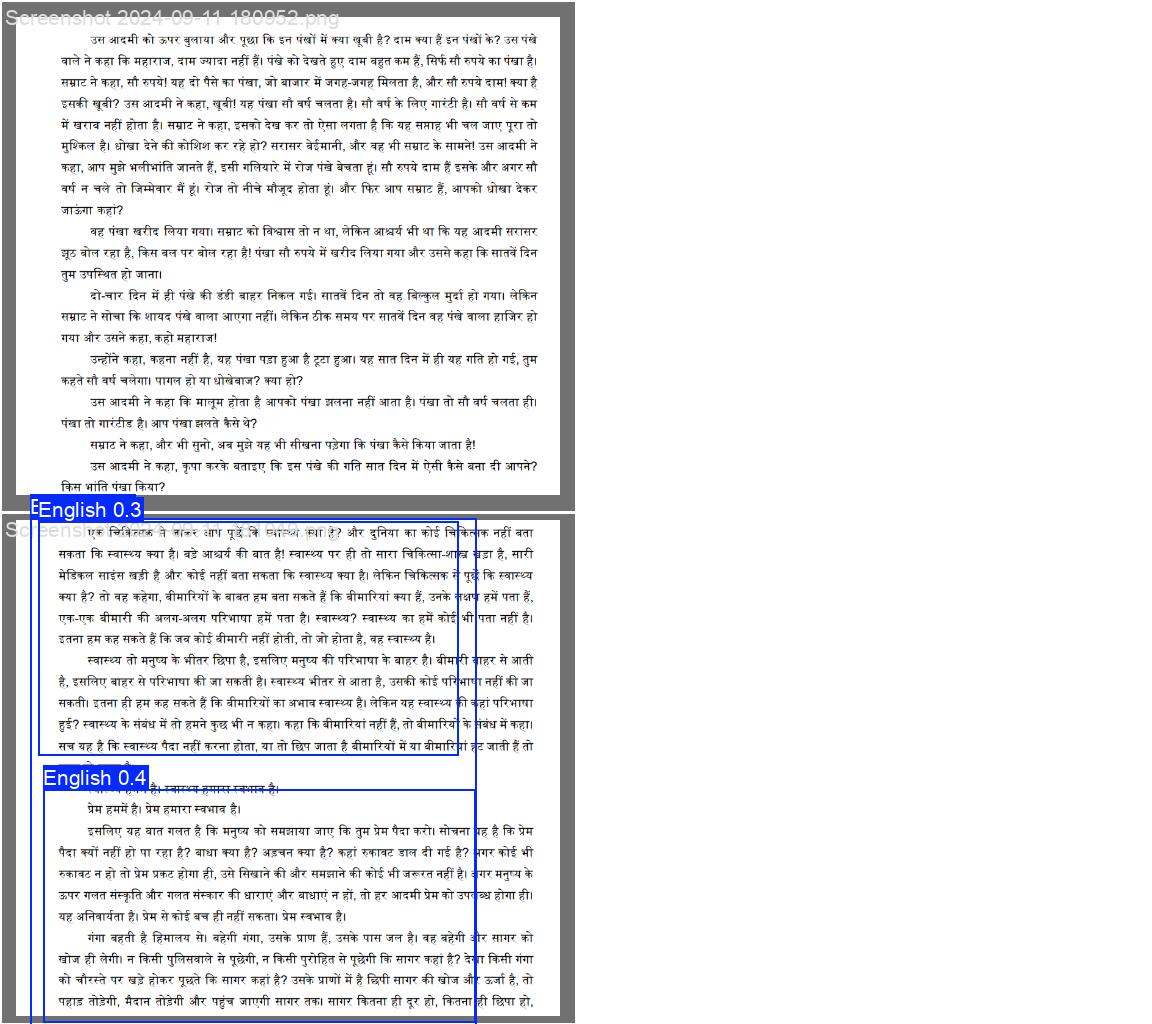 Screenshot 2024-09-11 180952.png
उस आदमी को ऊपर बुलाया और पूछा कि इन पंखों में क्या खूबी है? दाम क्या हैं इन पंखों के? उस पंखे
वाले ने कहा कि महाराज, दाम ज्यादा नहीं हैं। पंखे को देखते हुए दाम बहुत कम हैं, सिर्फ सौ रुपये का पंखा है।
सम्राट ने कहा, सौ रुपये! यह दो पैसे का पंखा, जो बाजार में जगह-जगह मिलता है, और सौ रुपये दाम! क्या है
इसकी खूबी? उस आदमी ने कहा, खूबी! यह पंखा सौ वर्ष चलता है। सौ वर्ष के लिए गारंटी है। सौ वर्ष से कम
में खराब नहीं होता है। सम्राट ने कहा, इसको देख कर तो ऐसा लगता है कि यह सप्ताह भी चल जाए पूरा तो
मुश्किल है। धोखा देने की कोशिश कर रहे हो? सरासर बेईमानी, और वह भी सम्राट के सामने! उस आदमी ने
कहा, आप मुझे भलीभांति जानते हैं, इसी गलियारे में रोज पंखे बेचता हूं। सौ रुपये दाम हैं इसके और अगर सौ
वर्ष न चले तो जिम्मेवार मैं हूं। रोज तो नीचे मौजूद होता हूं। और फिर आप सम्राट हैं, आपको धोखा देकर
जाऊंगा कहां?
वह पंखा खरीद लिया गया। सम्राट को विश्वास तो न था, लेकिन आश्चर्य भी था कि यह आदमी सरासर
झूठ बोल रहा है, किस बल पर बोल रहा है! पंखा सौ रुपये में खरीद लिया गया और उससे कहा कि सातवें दिन
तुम उपस्थित हो जाना।
दो-चार दिन में ही पंखे की डंडी बाहर निकल गई। सातवें दिन तो वह बिल्कुल मुर्दा हो गया। लेकिन
सम्राट ने सोचा कि शायद पंखे वाला आएगा नहीं। लेकिन ठीक समय पर सातवें दिन वह पंखे वाला हाजिर हो
गया और उसने कहा, कहो महाराज!
उन्होंने कहा, कहना नहीं है, यह पंखा पड़ा हुआ है टूटा हुआ। यह सात दिन में ही यह गति हो गई, तुम
कहते सौ वर्ष चलेगा। पागल हो या धोखेबाज? क्या हो?
उस आदमी ने कहा कि मालूम होता है आपको पंखा झलना नहीं आता है। पंखा तो सौ वर्ष चलता ही।
पंखा तो गारंटीड है। आप पंखा झलते कैसे थे?
सम्राट ने कहा, और भी सुनो, अब मुझे यह भी सीखना पड़ेगा कि पंखा कैसे किया जाता है!
उस आदमी ने कहा, कृपा करके बताइए कि इस पंखे की गति सात दिन में ऐसी कैसे बना दी आपने?
किस भांति पंखा किया?
English 0.3
एक चिकित्सक से जाकर आप पूछें कि स्वास्थ्य क्या है? और दुनिया का कोई चिकित्सक नहीं बता
सकता कि स्वास्थ्य क्या है। बड़े आश्चर्य की बात है! स्वास्थ्य पर ही तो सारा चिकित्सा-शास्त्र खड़ा है, सारी
मेडिकल साइंस खड़ी है और कोई नहीं बता सकता कि स्वास्थ्य क्या है। लेकिन चिकित्सक से पूछें कि स्वास्थ्य
क्या है? तो वह कहेगा, बीमारियों के बाबत हम बता सकते हैं कि बीमारियां क्या हैं, उनके लक्षण हमें पता हैं,
एक-एक बीमारी की अलग-अलग परिभाषा हमें पता है। स्वास्थ्य? स्वास्थ्य का हमें कोई भी पता नहीं है।
इतना हम कह सकते हैं कि जब कोई बीमारी नहीं होती, तो जो होता है, वह स्वास्थ्य है।
स्वास्थ्य तो मनुष्य के भीतर छिपा है, इसलिए मनुष्य की परिभाषा के बाहर है। बीमारी बाहर से आती
है, इसलिए बाहर से परिभाषा की जा सकती है। स्वास्थ्य भीतर से आता है, उसकी कोई परिभाषा नहीं की जा
सकती। इतना ही हम कह सकते हैं कि बीमारियों का अभाव स्वास्थ्य है। लेकिन यह स्वास्थ्य की कहां परिभाषा
हुई? स्वास्थ्य के संबंध में तो हमने कुछ भी न कहा। कहा कि बीमारियां नहीं हैं, तो बीमारियों के संबंध में कहा।
सच यह है कि स्वास्थ्य पैदा नहीं करना होता, या तो छिप जाता है बीमारियों में या बीमारियां हट जाती हैं तो
English 0.4
है। स्वास्थ्य हमारा स्वभाव है।
प्रेम हममें है। प्रेम हमारा स्वभाव है।
इसलिए यह बात गलत है कि मनुष्य को समझाया जाए कि तुम प्रेम पैदा करो। सोचना यह है कि प्रेम
पैदा क्यों नहीं हो पा रहा है? बाधा क्या है? अड़चन क्या है? कहां रुकावट डाल दी गई है? अगर कोई भी
रुकावट न हो तो प्रेम प्रकट होगा ही, उसे सिखाने की और समझाने की कोई भी जरूरत नहीं है। अगर मनुष्य के
ऊपर गलत संस्कृति और गलत संस्कार की धाराएं और बाधाएं न हों, तो हर आदमी प्रेम को उपलब्ध होगा ही।
यह अनिवार्यता है। प्रेम से कोई बच ही नहीं सकता। प्रेम स्वभाव है।
गंगा बहती है हिमालय से। बहेगी गंगा, उसके प्राण हैं, उसके पास जल है। वह बहेगी और सागर को
खोज ही लेगी। न किसी पुलिसवाले से पूछेगी, न किसी पुरोहित से पूछेगी कि सागर कहां है? देखा किसी गंगा
को चौरस्ते पर खड़े होकर पूछते कि सागर कहां है? उसके प्राणों में है छिपी सागर की खोज और ऊर्जा है, तो
पहाड़ तोड़ेगी, मैदान तोड़ेगी और पहुंच जाएगी सागर तक। सागर कितना ही दूर हो, कितना ही छिपा हो,